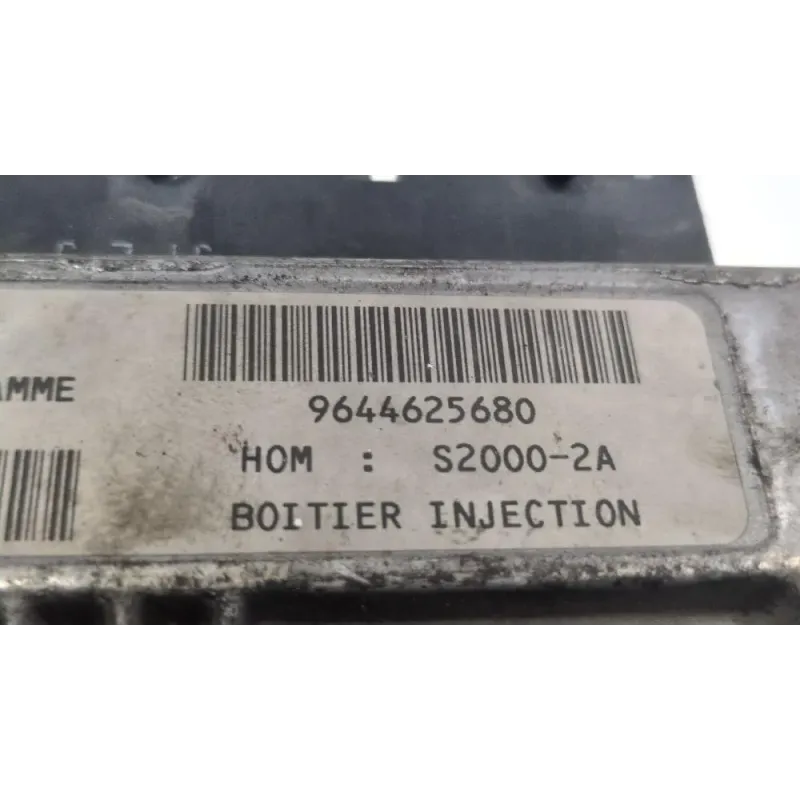 AMME
9644625680
HOM : S2000-2A
BOITIER INJECTION